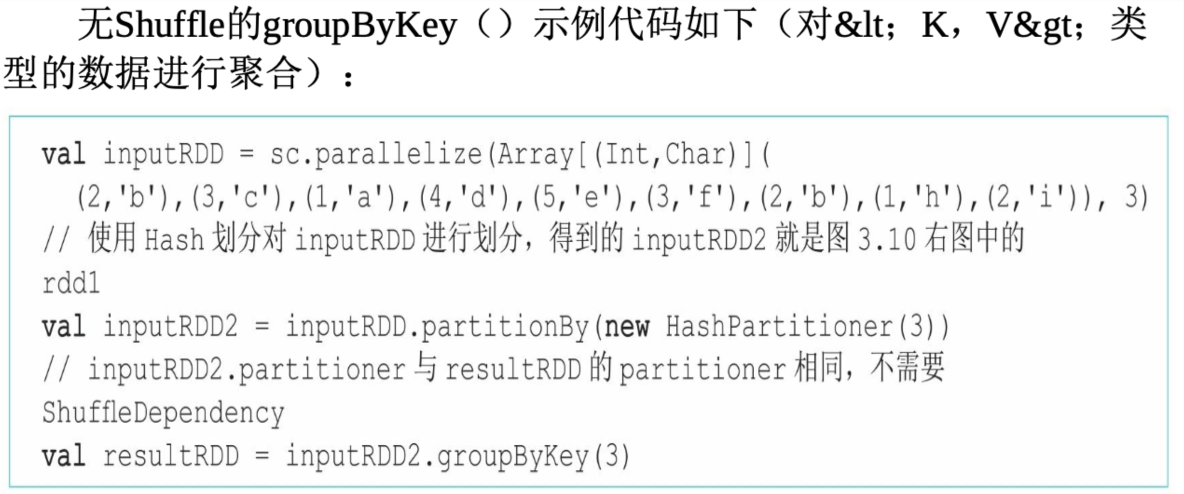 无Shuffle的groupByKey（）示例代码如下（对&lt；K，V&gt；类
型的数据进行聚合）：
val inputRDD = sc.parallelize(Array[(Int,Char)](
(2,'b'),(3,'c'),(1,'a'),(4,'d'),(5,'e'),(3,'f'),(2,'b'),(1,'h'),(2,'i')), 3)
// 使用 Hash 划分对 inputRDD 进行划分，得到的 inputRDD2 就是图 3.10 右图中的
rdd1
val inputRDD2 = inputRDD.partitionBy(new HashPartitioner(3))
// inputRDD2.partitioner 与 resultRDD 的 partitioner 相同，不需要
ShuffleDependency
val resultRDD = inputRDD2.groupByKey(3)